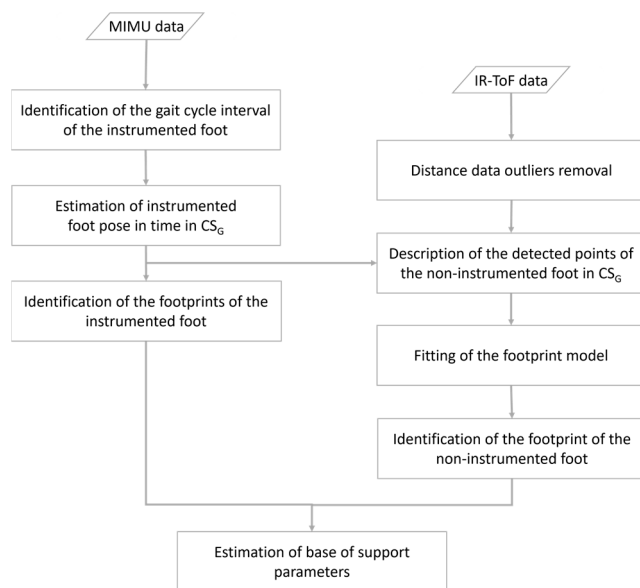 MIMU data
Identification of the gait cycle interval
of the instrumented foot
Estimation of instrumented
foot pose in time in CS_G
Identification of the footprints of the
instrumented foot
IR-ToF data
Distance data outliers removal
Description of the detected points of
the non-instrumented foot in CS_G
Fitting of the footprint model
Identification of the footprint of the
non-instrumented foot
Estimation of base of support
parameters